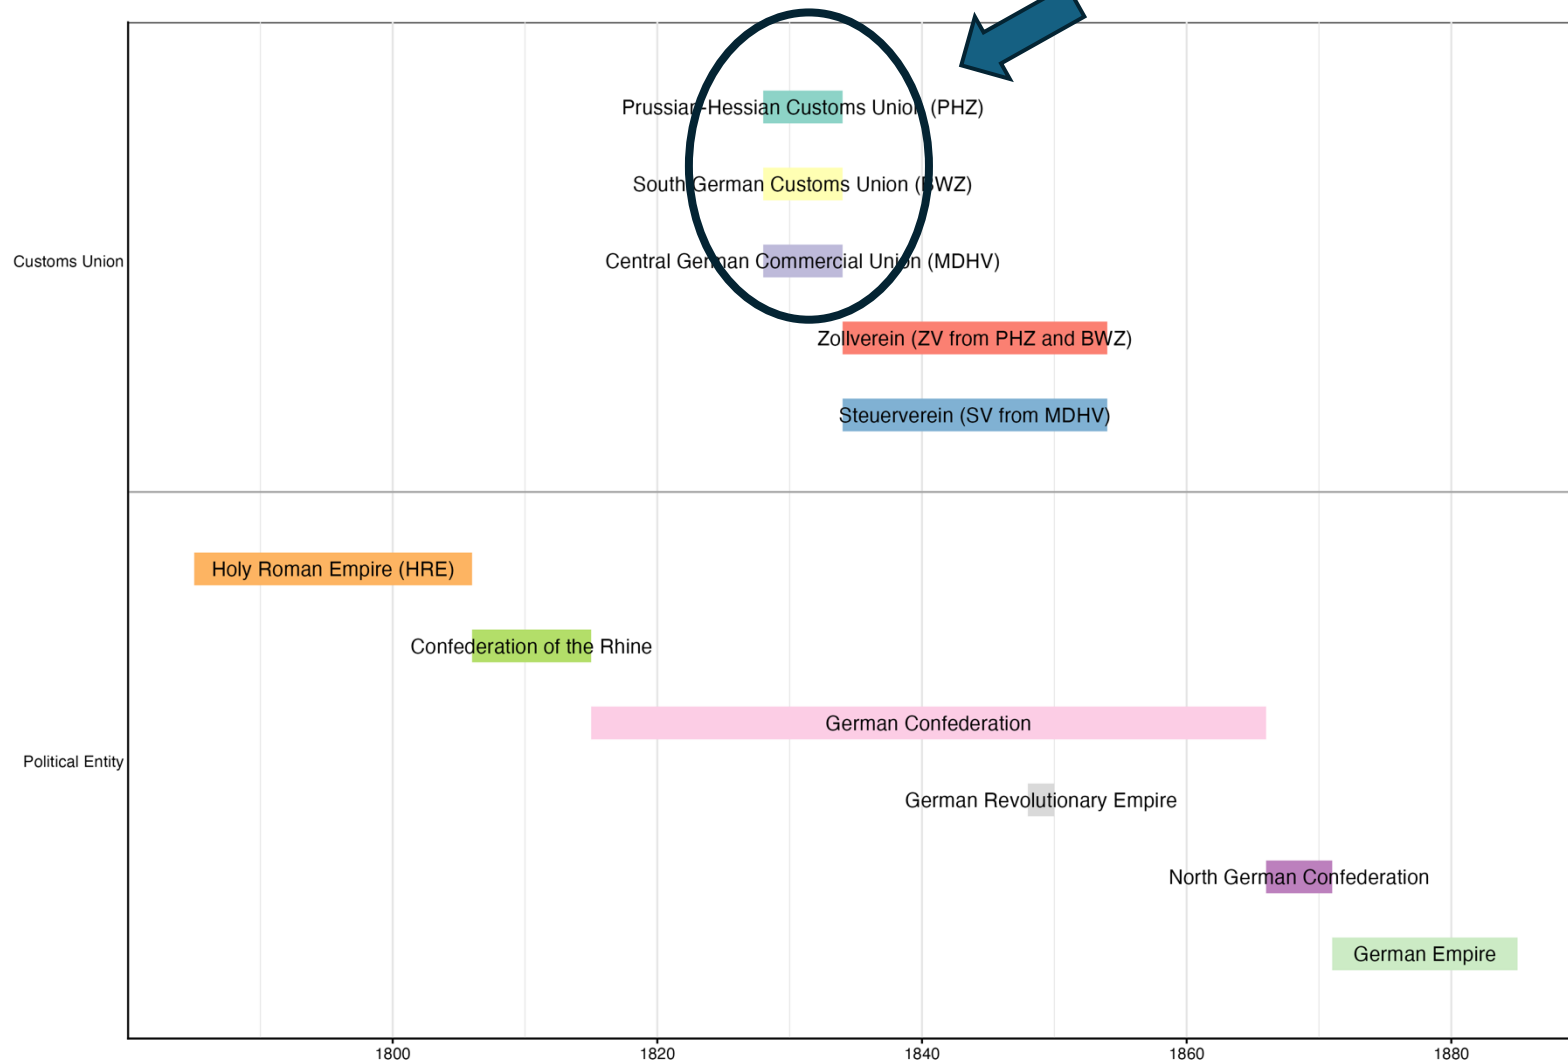 Prussian-Hessian Customs Union (PHZ)
South German Customs Union (BWZ)
Customs Union
Central German Commercial Union (MDHV)
Zollverein (ZV from PHZ and BWZ)
Steuerverein (SV from MDHV)
Holy Roman Empire (HRE)
Confederation of the Rhine
German Confederation
Political Entity
German Revolutionary Empire
North German Confederation
German Empire
1800 1820 1840 1860 1880